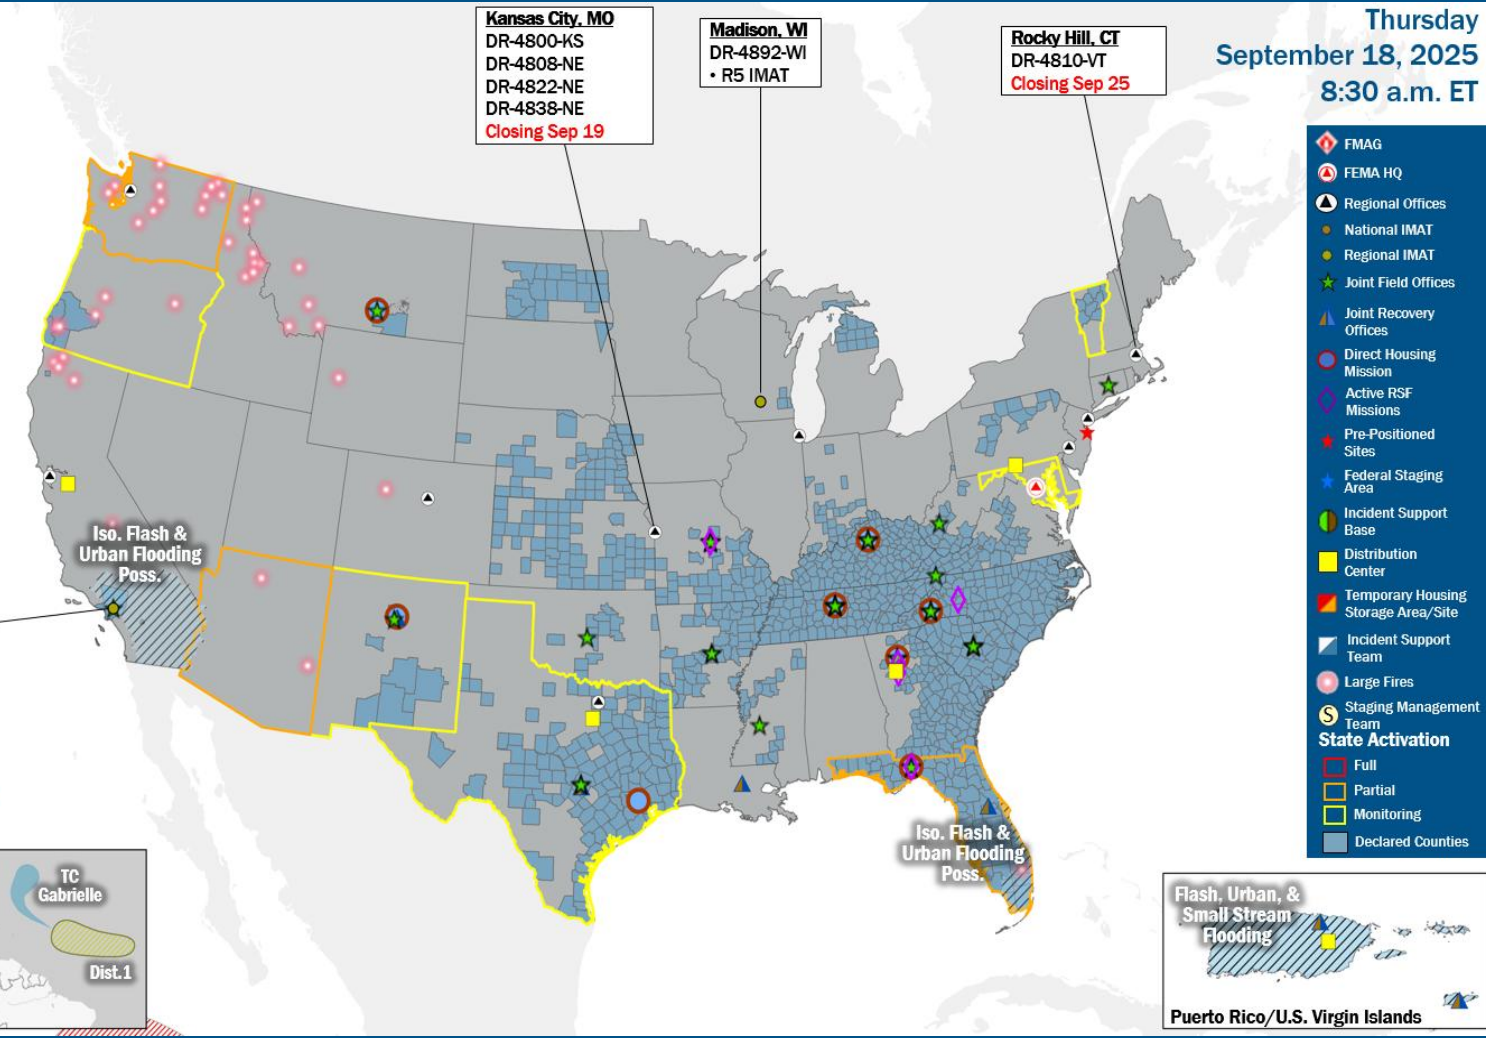 Thursday
September 18, 2025
8:30 a.m. ET
Kansas City, MO
DR-4800-KS
DR-4808-NE
DR-4822-NE
DR-4838-NE
Closing Sep 19
Madison, WI
DR-4892-WI
• R5 IMAT
Rocky Hill, CT
DR-4810-VT
Closing Sep 25
FMAG
FEMA HQ
Regional Offices
National IMAT
Regional IMAT
Joint Field Offices
Joint Recovery
Offices
Direct Housing
Mission
Active RSF
Missions
Pre-Positioned
Sites
Federal Staging
Area
Incident Support
Base
Distribution
Center
Temporary Housing
Storage Area/Site
Incident Support
Team
Large Fires
S
Staging Management
Team
State Activation
Full
Partial
Monitoring
Declared Counties
Iso. Flash &
Urban Flooding
Poss.
Iso. Flash &
Urban Flooding
Poss.
TC
Gabrielle
Dist.1
Flash, Urban, &
Small Stream
Flooding
Puerto Rico/U.S. Virgin Islands